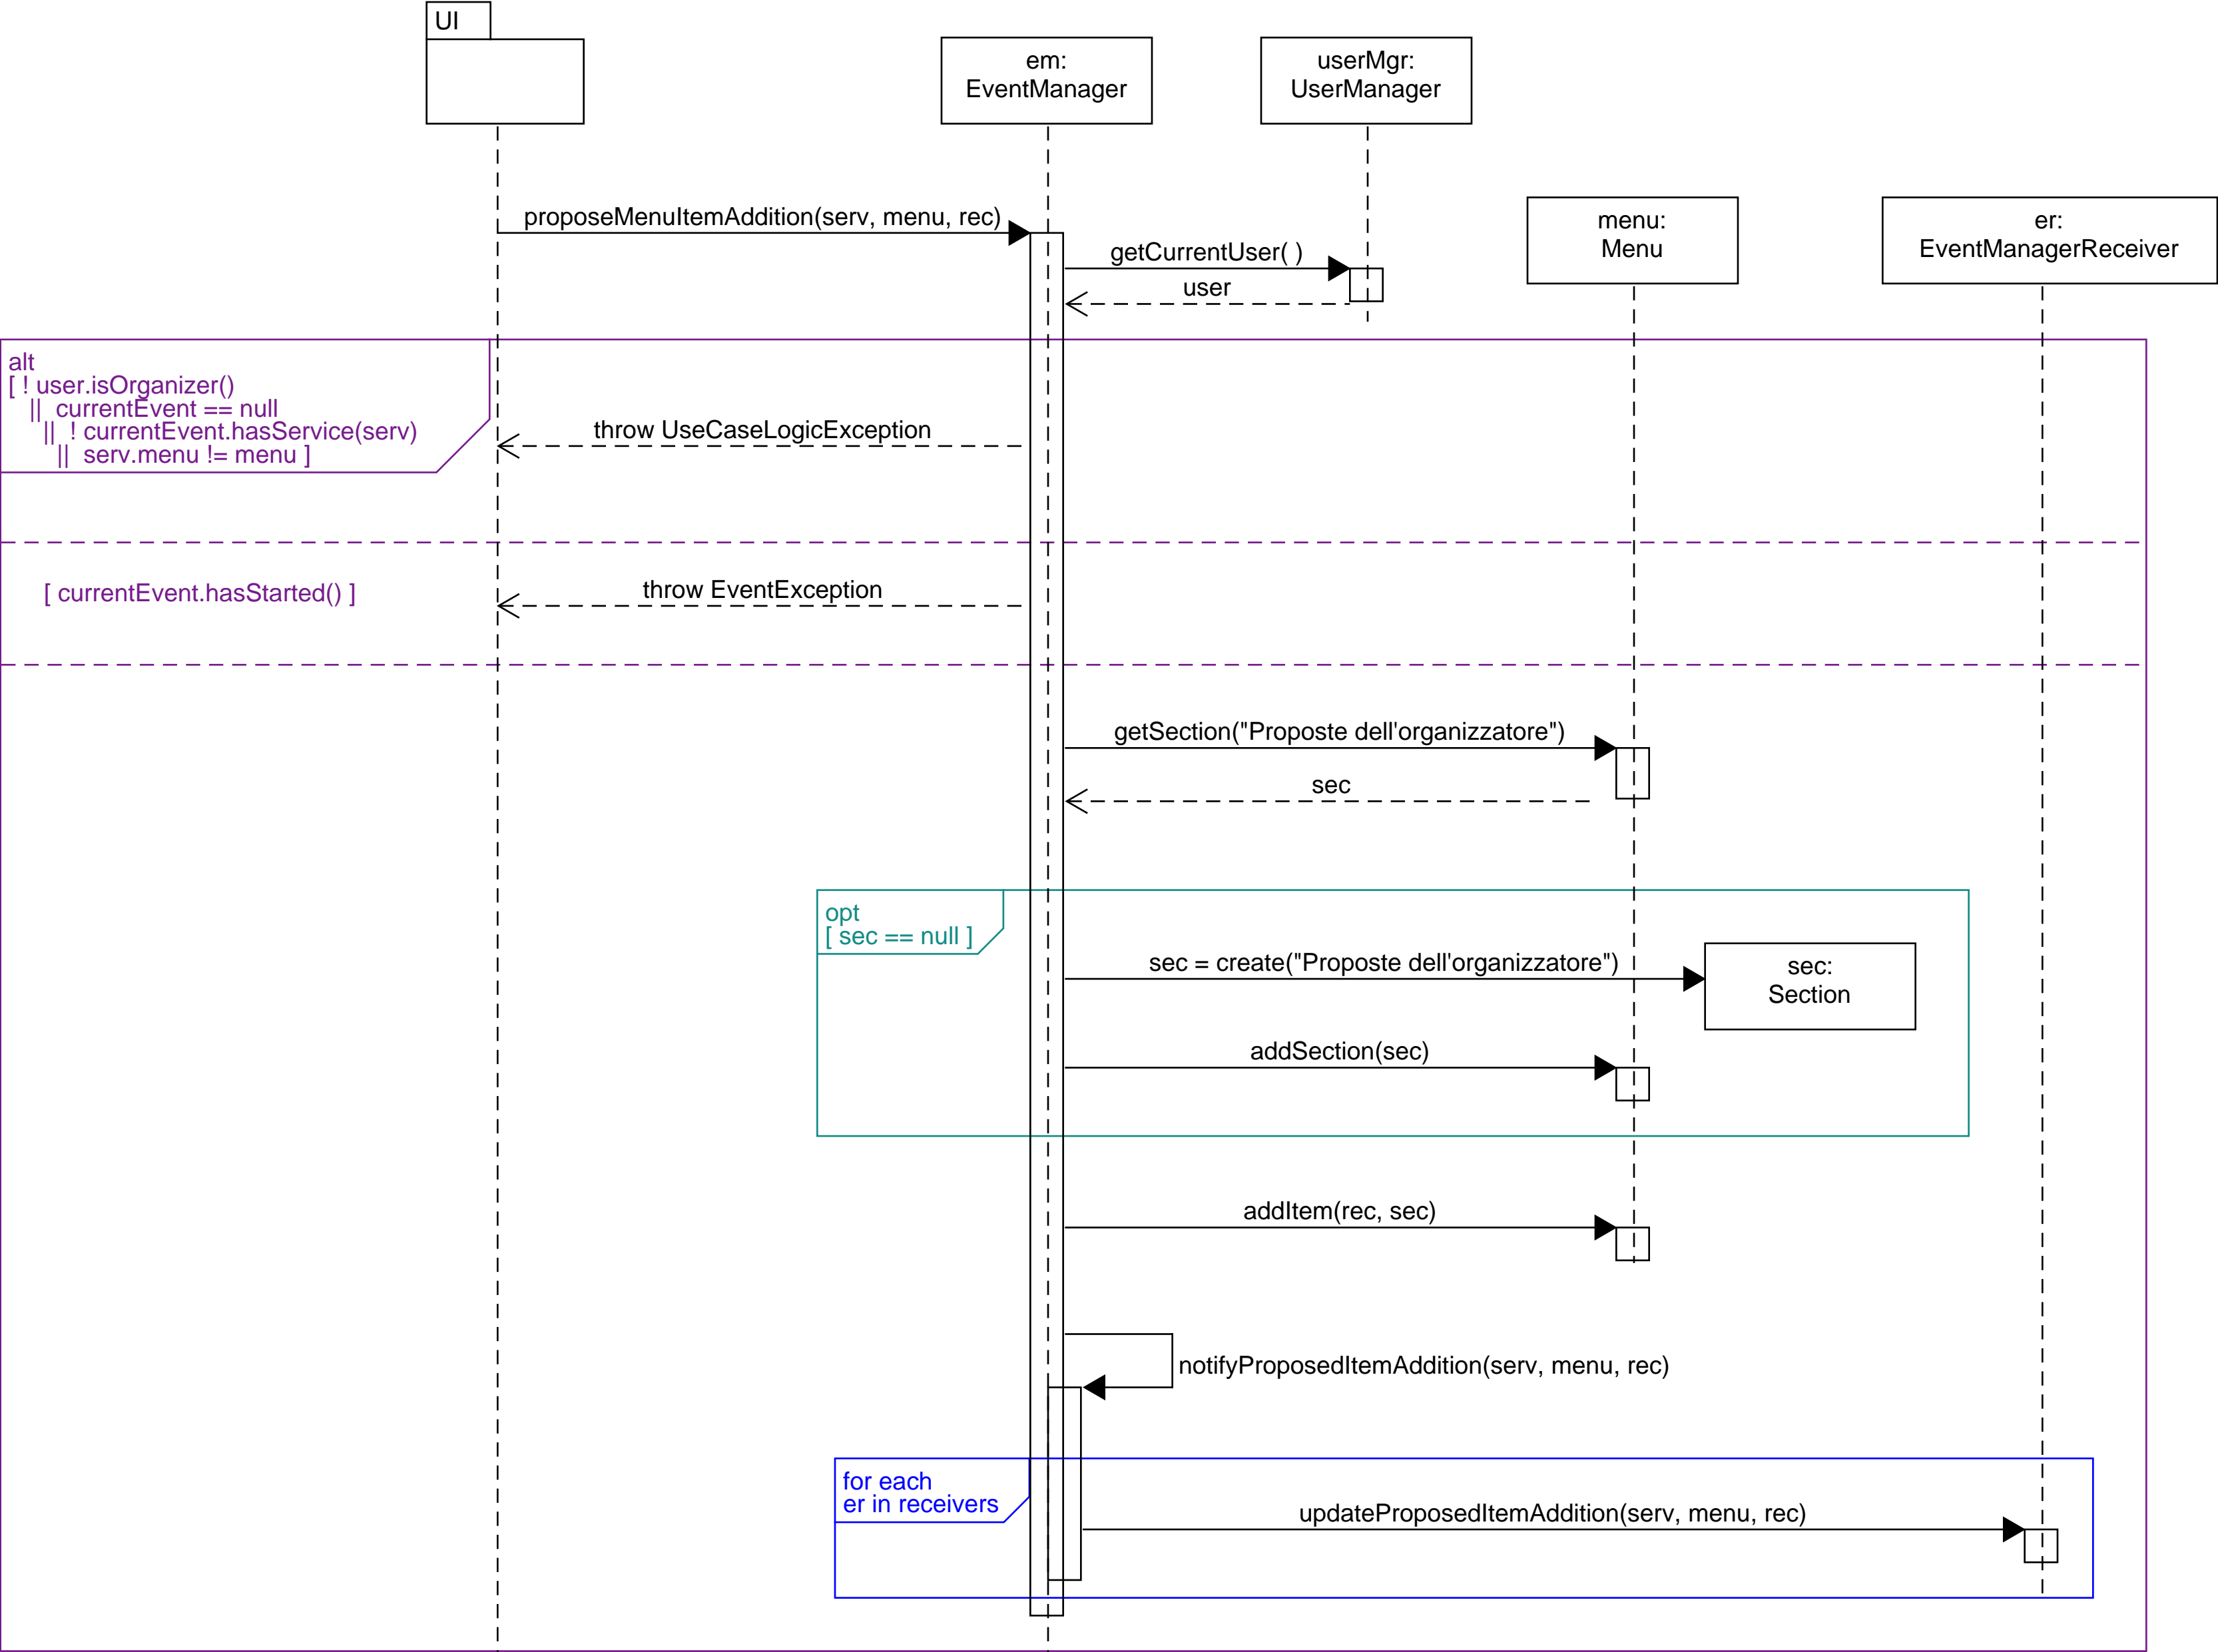 UI
em:
EventManager
userMgr:
UserManager
proposeMenuItemAddition(serv, menu, rec)
menu:
Menu
er:
EventManagerReceiver
getCurrentUser( )
user
alt
[ ! user.isOrganizer()
|| currentEvent == null
|| ! currentEvent.hasService(serv)
|| serv.menu != menu ]
throw UseCaseLogicException
[ currentEvent.hasStarted() ]
throw EventException
getSection("Proposte dell'organizzatore")
sec
opt
[ sec == null ]
sec = create("Proposte dell'organizzatore")
sec:
Section
addSection(sec)
addItem(rec, sec)
notifyProposedItemAddition(serv, menu, rec)
for each
er in receivers
updateProposedItemAddition(serv, menu, rec)